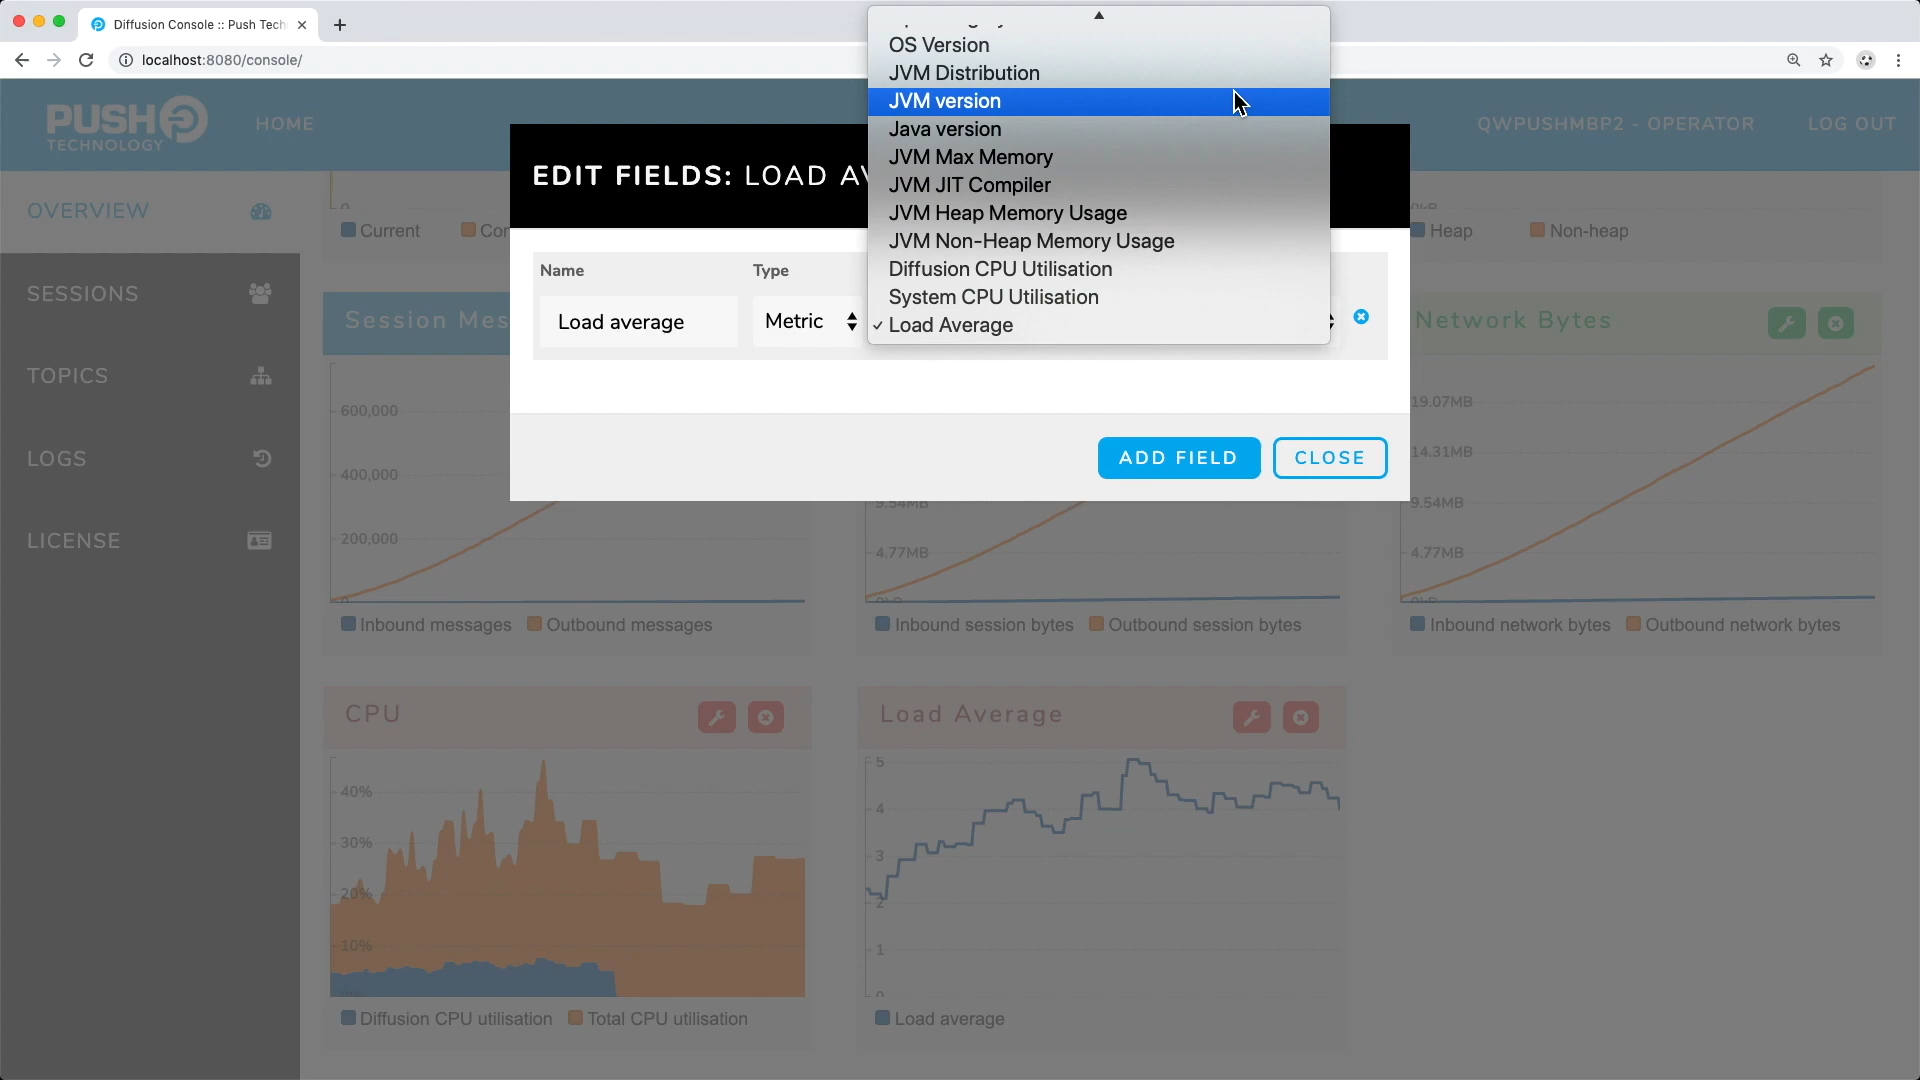 Diffusion Console :: Push Tech
localhost:8080/console/
PUSH
TECHNOLOGY
HOME
QWPUSHMBP2 - OPERATOR
LOG OUT
OS Version
JVM Distribution
JVM version
Java version
JVM Max Memory
JVM JIT Compiler
JVM Heap Memory Usage
JVM Non-Heap Memory Usage
Diffusion CPU Utilisation
System CPU Utilisation
✓ Load Average
EDIT FIELDS: LOAD AV
Name
Type
Load average
Metric
ADD FIELD
CLOSE
OVERVIEW
SESSIONS
TOPICS
LOGS
LICENSE
Current
Con
Heap
Non-heap
Session Mes
600,000
400,000
200,000
0
Inbound messages
Outbound messages
9.54MB
4.77MB
Inbound session bytes
Outbound session bytes
Network Bytes
19.07MB
14.31MB
9.54MB
4.77MB
Inbound network bytes
Outbound network bytes
CPU
40%
30%
20%
10%
Diffusion CPU utilisation
Total CPU utilisation
Load Average
5
4
3
2
1
0
Load average